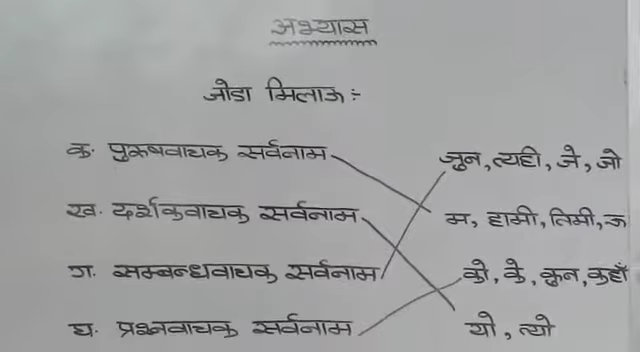 अभ्यास
जोडा मिलाऊ :-
क. पुरुषवाचक सर्वनाम जुन, त्यही, जे, जो
ख. दर्शकवाचक सर्वनाम म, हामी, तिमी, ऊ
ग. सम्बन्धवाचक सर्वनाम को, के, कुन, कहाँ
घ. प्रश्नवाचक सर्वनाम यो, त्यो